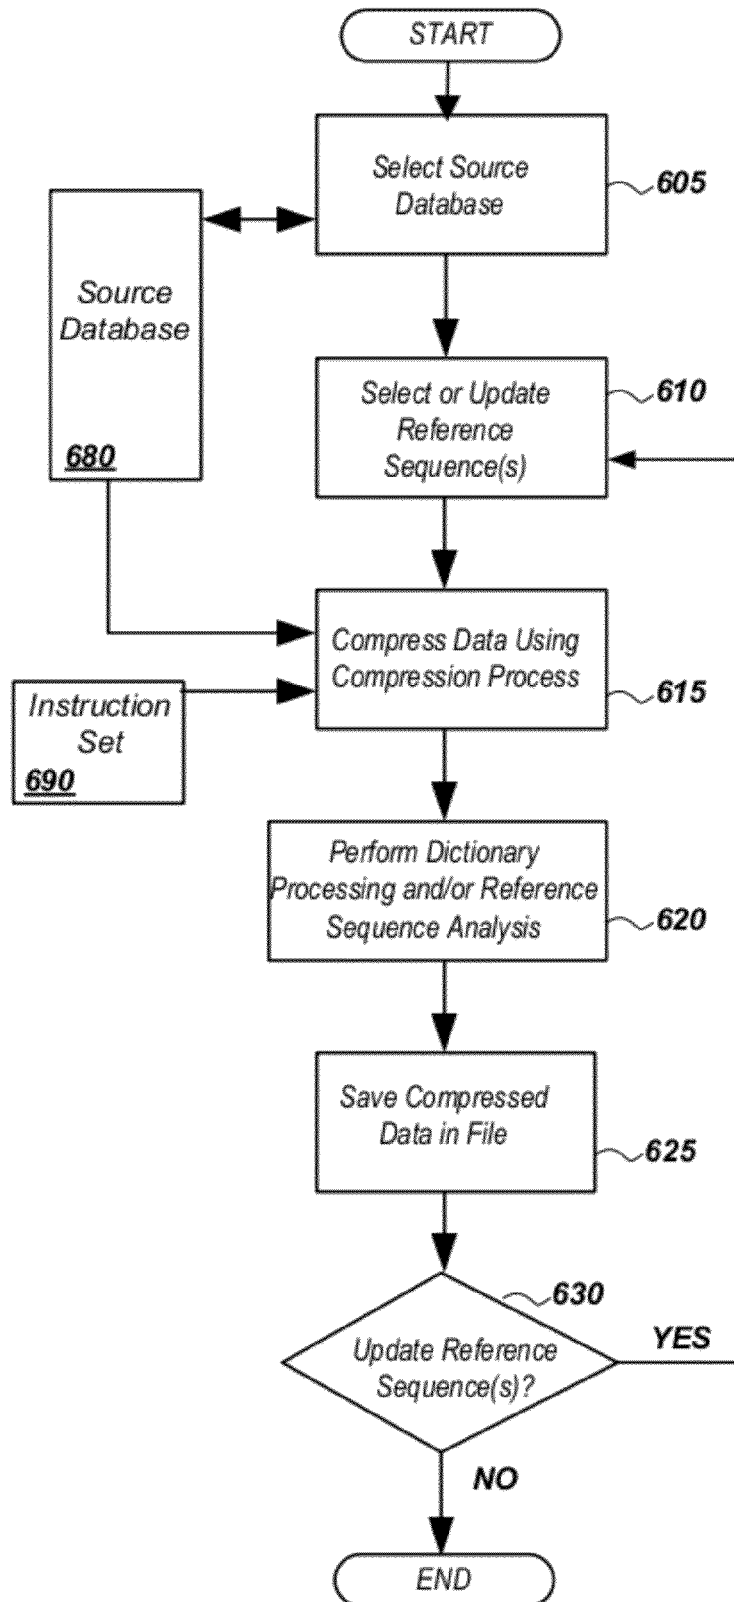 START
Select Source
Database
605
Source
Database
680
Select or Update
Reference
Sequence(s)
610
Compress Data Using
Compression Process
615
Instruction
Set
690
Perform Dictionary
Processing and/or Reference
Sequence Analysis
620
Save Compressed
Data in File
625
630
Update Reference
Sequence(s)?
YES
NO
END